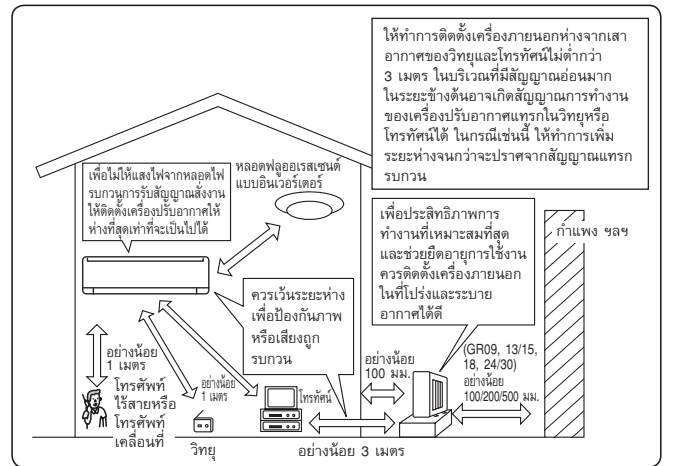 ให้ทำการติดตั้งเครื่องภายนอกห่างจากเสา
อากาศของวิทยุและโทรทัศน์ไม่ต่ำกว่า
3 เมตร ในบริเวณที่มีสัญญาณอ่อนมาก
ในระยะข้างต้นอาจเกิดสัญญาณการทำงาน
ของเครื่องปรับอากาศแทรกในวิทยุหรือ
โทรทัศน์ได้ ในกรณีเช่นนี้ ให้ทำการเพิ่ม
ระยะห่างจนกว่าจะปราศจากสัญญาณแทรก
รบกวน
เพื่อไม่ให้แสงไฟจากหลอดไฟ
รบกวนการรับสัญญาณสั่งงาน
ให้ติดตั้งเครื่องปรับอากาศให้
ห่างที่สุดเท่าที่จะเป็นไปได้
หลอดฟลูออเรสเซนต์
แบบอินเวอร์เตอร์
เพื่อประสิทธิภาพการ
ทำงานที่เหมาะสมที่สุด
และช่วยยืดอายุการใช้งาน
ควรติดตั้งเครื่องภายนอก
ในที่โปร่งและระบาย
อากาศได้ดี
กำแพง ฯลฯ
ควรเว้นระยะห่าง
เพื่อป้องกันภาพ
หรือเสียงถูก
รบกวน
อย่างน้อย
1 เมตร
โทรศัพท์
ไร้สายหรือ
โทรศัพท์
เคลื่อนที่
อย่างน้อย
1 เมตร
วิทยุ
โทรทัศน์
อย่างน้อย 3 เมตร
อย่างน้อย
100 มม.
(GR09, 13/15,
18, 24/30)
อย่างน้อย
100/200/500 มม.